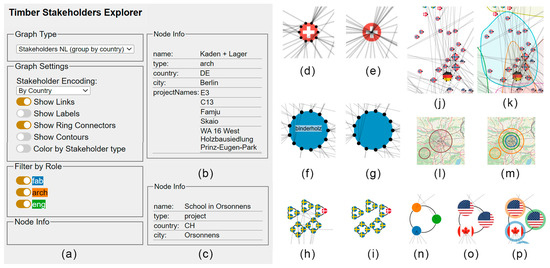 Timber Stakeholders Explorer
Graph Type
Stakeholders NL (group by country)
Graph Settings
Stakeholder Encoding:
By Country
Show Links
Show Labels
Show Ring Connectors
Show Contours
Color by Stakeholder type
Filter by Role
fab
arch
eng
Node Info
(a)
Node Info
name: Kaden + Lager
type: arch
country: DE
city: Berlin
projectNames: E3
C13
Famju
Skaio
WA 16 West
Holzbausiedlung
Prinz-Eugen-Park
(b)
Node Info
name: School in Orsonnens
type: project
country: CH
city: Orsonnens
(c)
(d)
(e)
(j)
(k)
binderholz
(f)
(g)
(l)
(m)
(h)
(i)
(n)
(o)
(p)